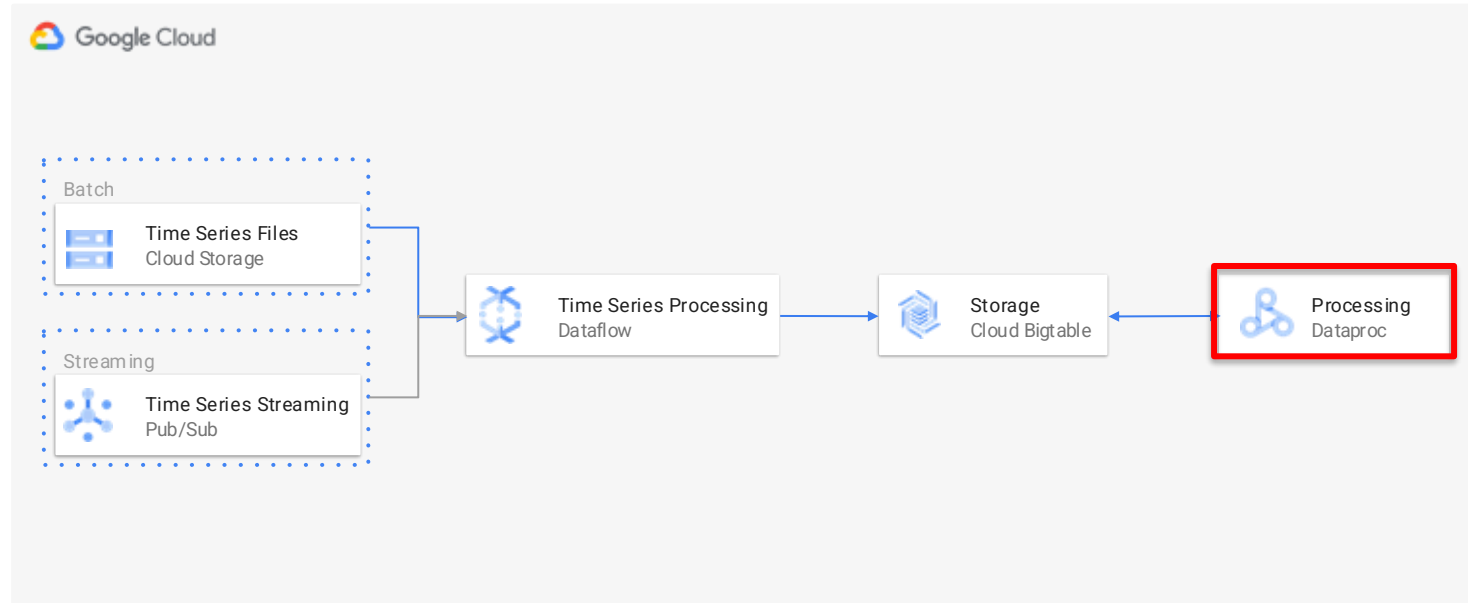 Google Cloud
Batch
Time Series Files
Cloud Storage
Streaming
Time Series Streaming
Pub/Sub
Time Series Processing
Dataflow
Storage
Cloud Bigtable
Processing
Dataproc